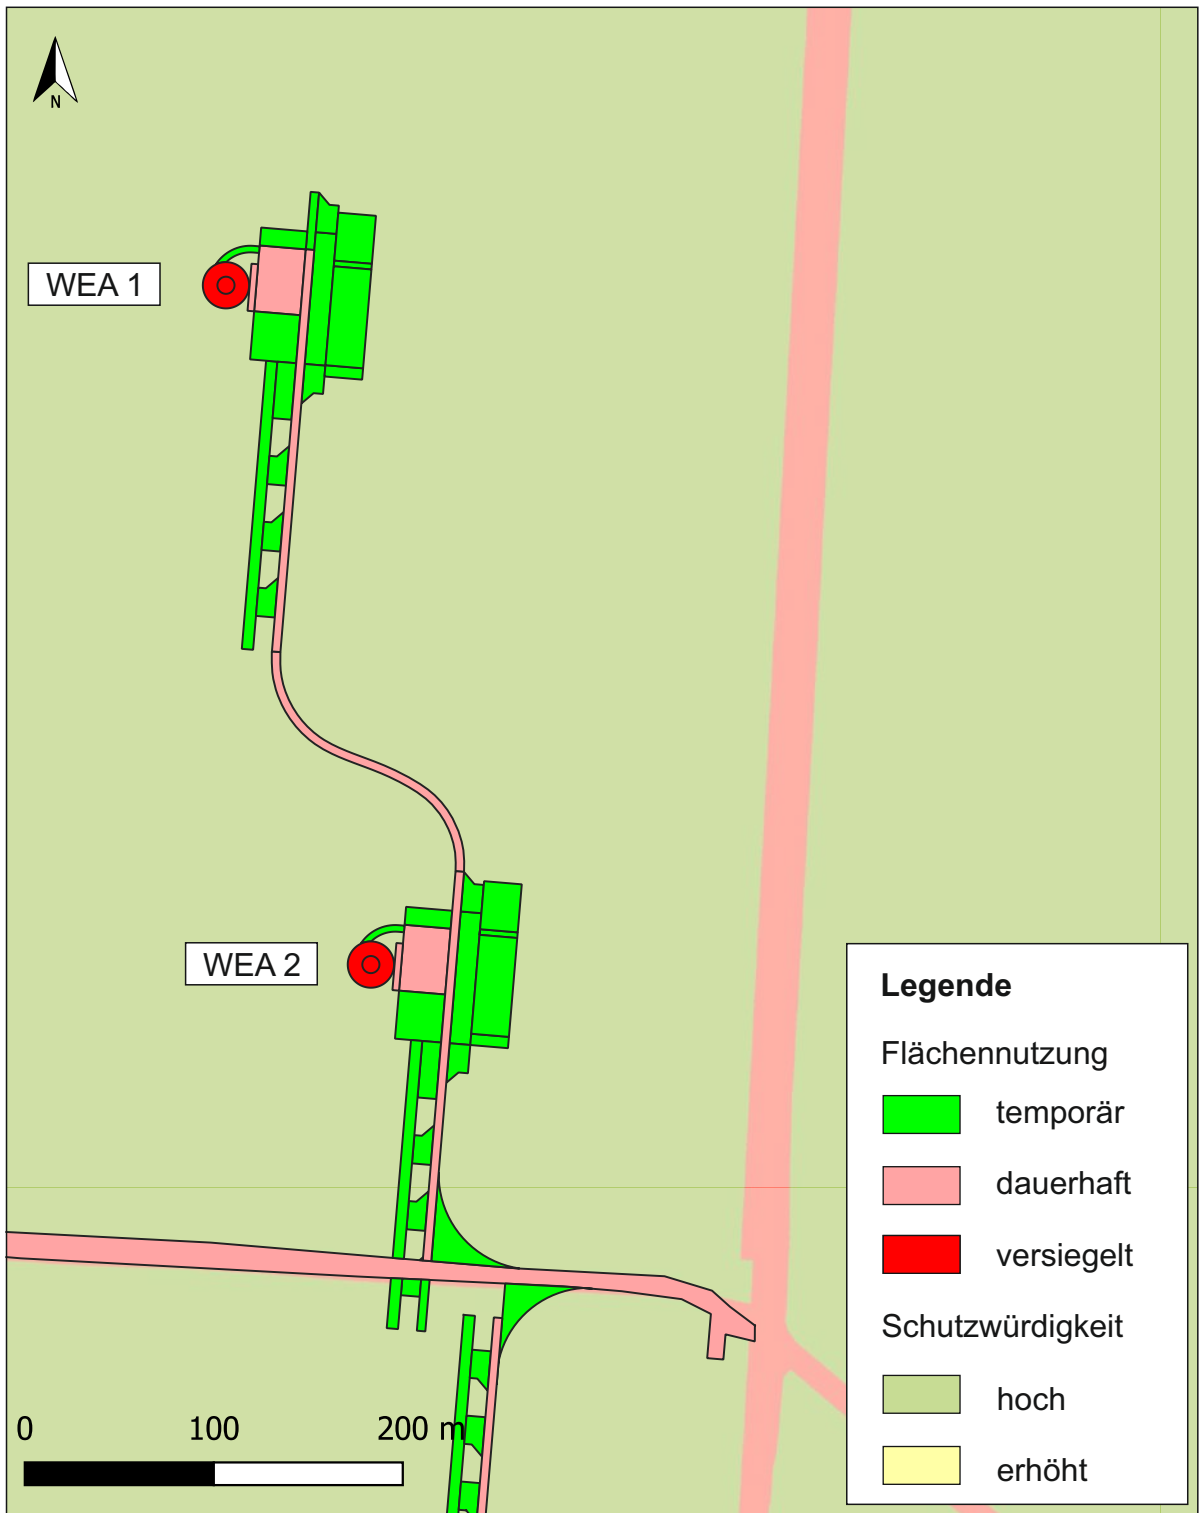 N
WEA 1
WEA 2
Legende
Flächennutzung
temporär
dauerhaft
versiegelt
Schutzwürdigkeit
hoch
erhöht
0 100 200 m